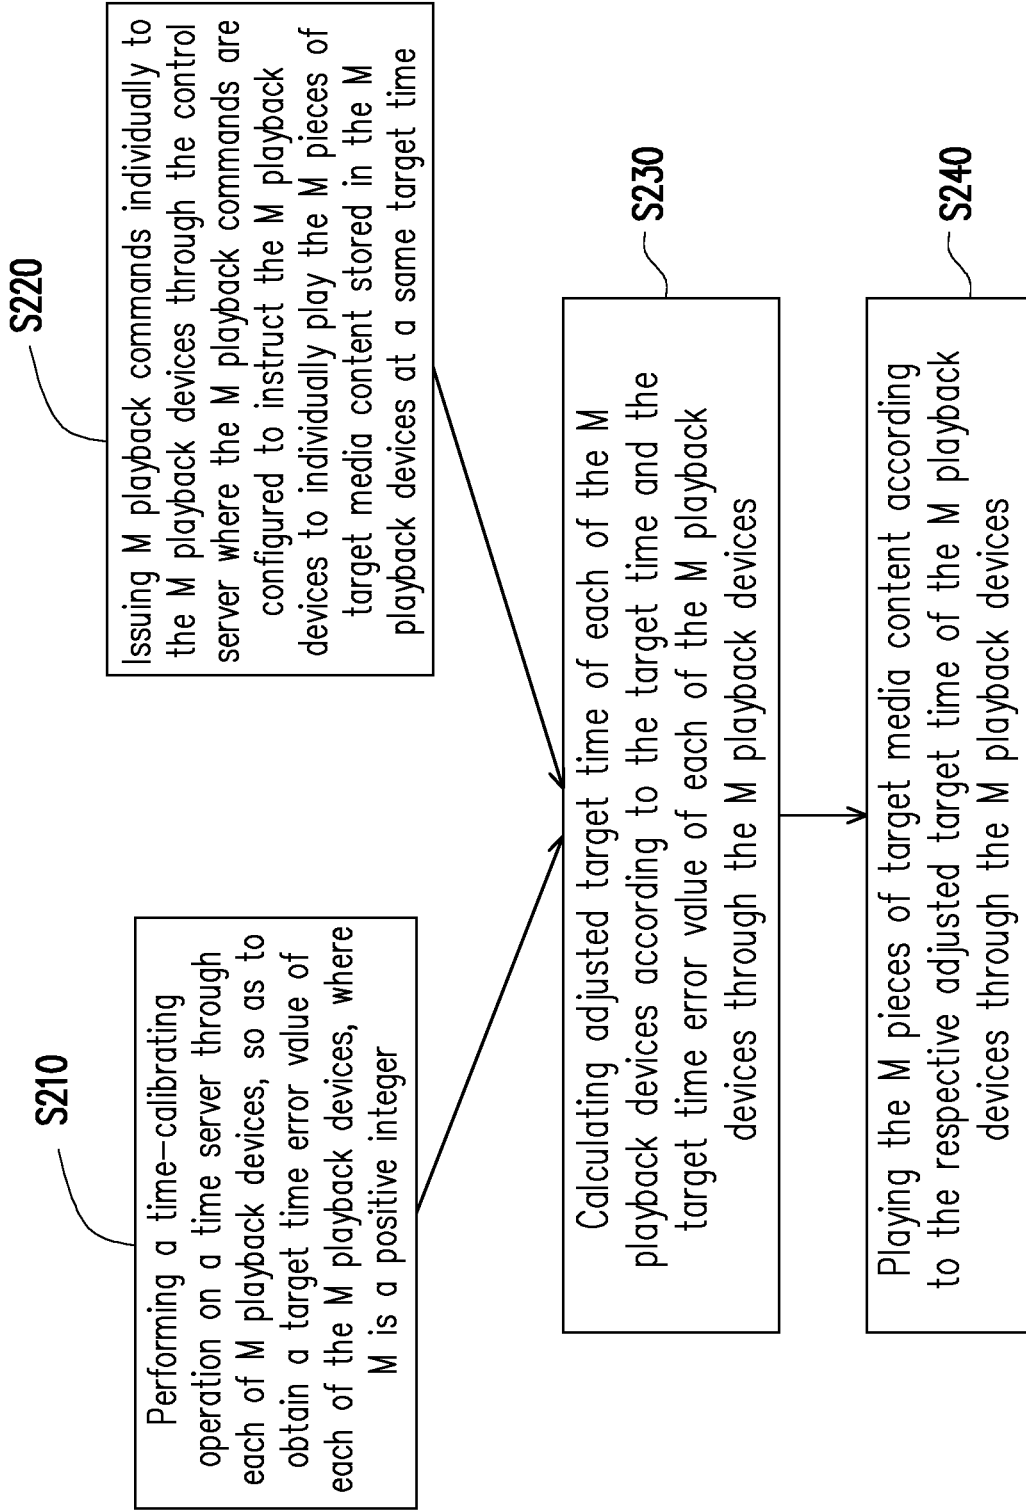 S210
Performing a time-calibrating
operation on a time server through
each of M playback devices, so as to
obtain a target time error value of
each of the M playback devices, where
M is a positive integer
S220
Issuing M playback commands individually to
the M playback devices through the control
server where the M playback commands are
configured to instruct the M playback
devices to individually play the M pieces of
target media content stored in the M
playback devices at a same target time
S230
Calculating adjusted target time of each of the M
playback devices according to the target time and the
target time error value of each of the M playback
devices through the M playback devices
S240
Playing the M pieces of target media content according
to the respective adjusted target time of the M playback
devices through the M playback devices